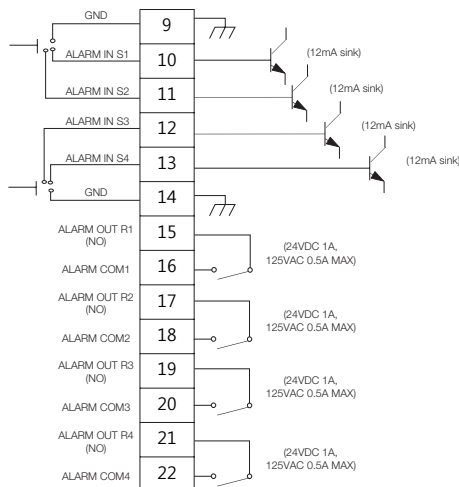 GND 9
ALARM IN S1 10 (12mA sink)
ALARM IN S2 11 (12mA sink)
ALARM IN S3 12 (12mA sink)
ALARM IN S4 13 (12mA sink)
GND 14
ALARM OUT R1
(NO)
15
(24VDC 1A,
125VAC 0.5A MAX)
ALARM COM1 16
ALARM OUT R2
(NO)
17
(24VDC 1A,
125VAC 0.5A MAX)
ALARM COM2 18
ALARM OUT R3
(NO)
19
(24VDC 1A,
125VAC 0.5A MAX)
ALARM COM3 20
ALARM OUT R4
(NO)
21
(24VDC 1A,
125VAC 0.5A MAX)
ALARM COM4 22